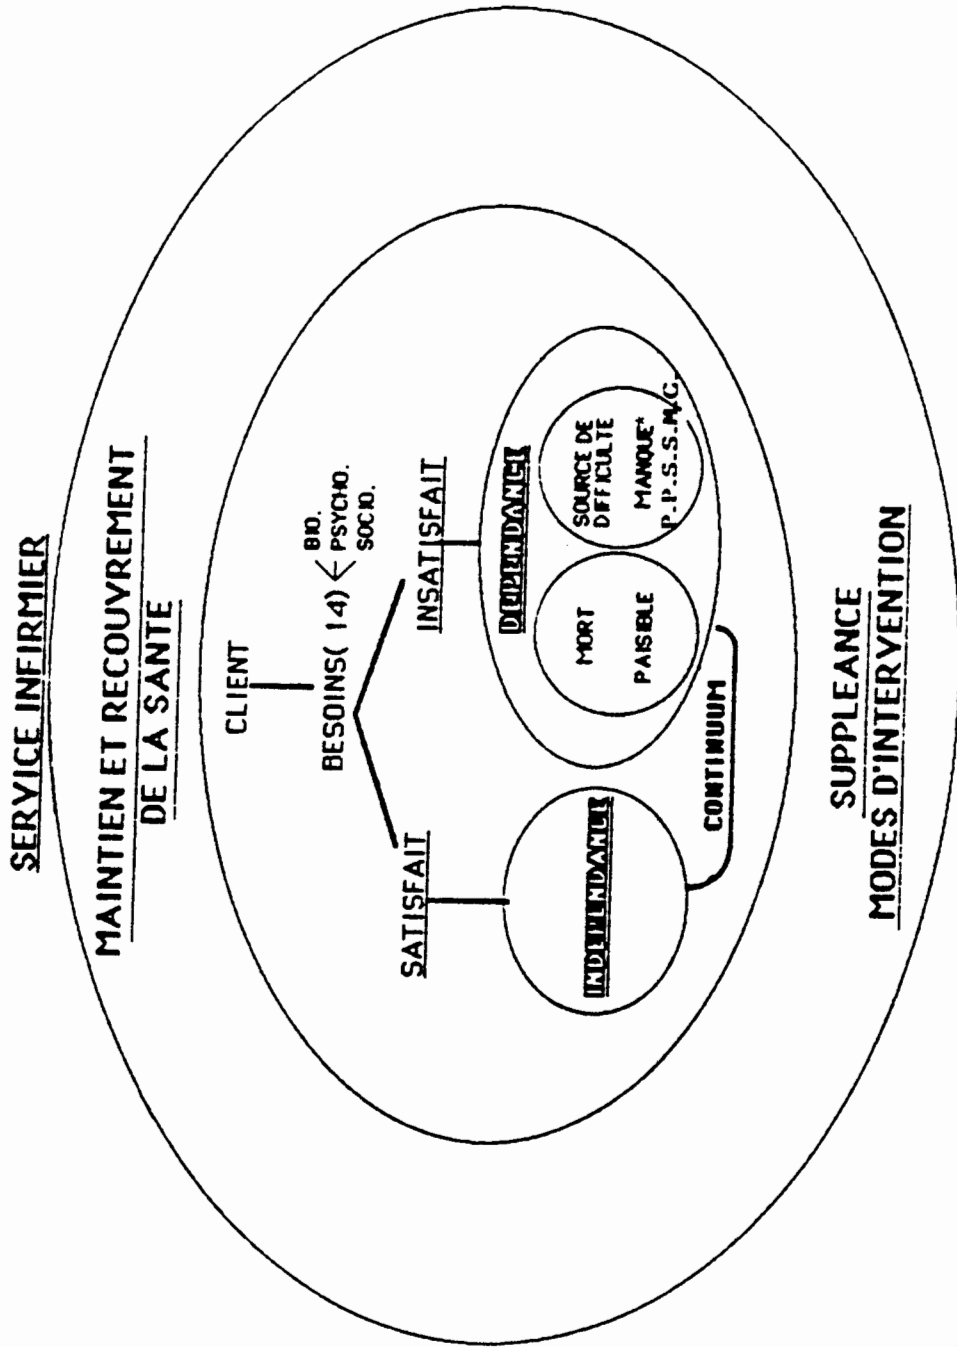 SERVICE INFIRMIER
MAINTIEN ET RECOUVREMENT
DE LA SANTE
CLIENT
BESOINS( 14)
BIO.
PSYCHO.
SOCIO.
SATISFAIT
INSATISFAIT
INDEPENDANCE
DEPENDANCE
MORT
PAISIBLE
SOURCE DE
DIFFICULTE
MANQUE*
P.P.S.S.M.C.
CONTINUUM
SUPPLEANCE
MODES D'INTERVENTION